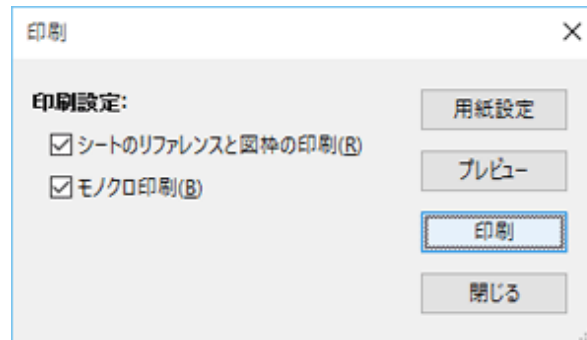 印刷
印刷設定:
シートのリファレンスと図枠の印刷(R)
モノクロ印刷(B)
用紙設定
プレビュー
印刷
閉じる